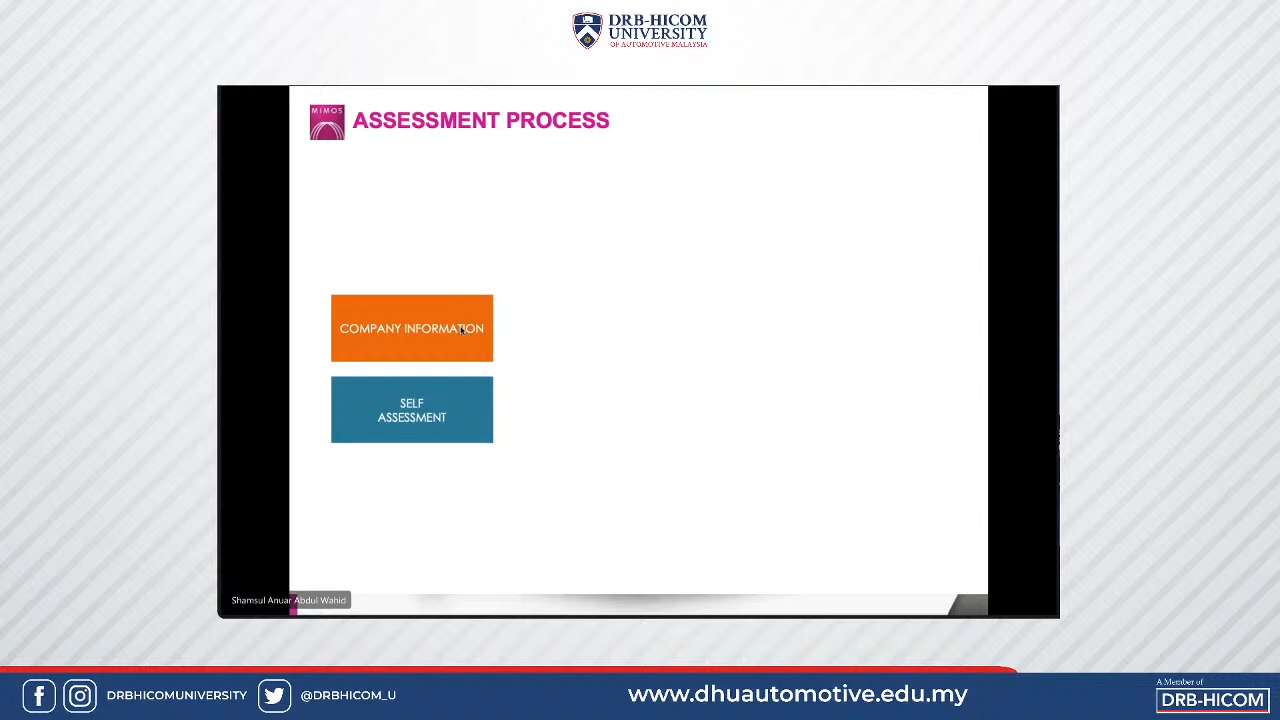 DRB-HICOM
UNIVERSITY
OF AUTOMOTIVE MALAYSIA
MIMOS
ASSESSMENT PROCESS
COMPANY INFORMATION
SELF
ASSESSMENT
Shamsul Anuar Abdul Wahid
DRBHICOMUNIVERSITY
@DRBHICOM_U
www.dhuautomotive.edu.my
A Member of
DRB-HICOM